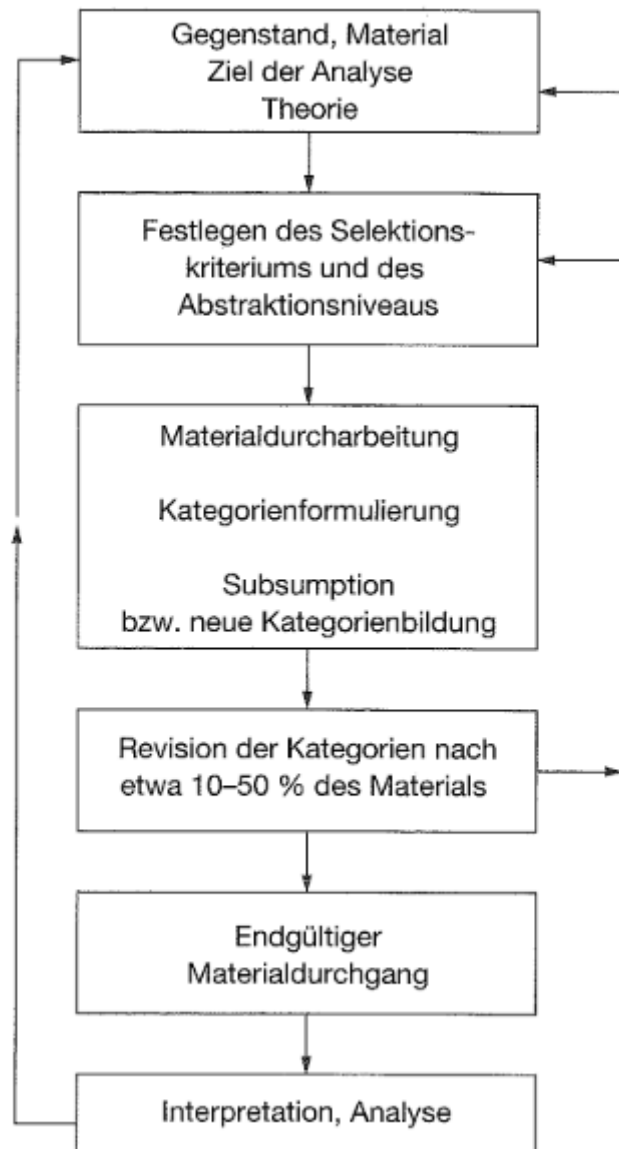 Gegenstand, Material
Ziel der Analyse
Theorie
Festlegen des Selektions-
kriteriums und des
Abstraktionsniveaus
Materialdurcharbeitung
Kategorienformulierung
Subsumption
bzw. neue Kategorienbildung
Revision der Kategorien nach
etwa 10–50 % des Materials
Endgültiger
Materialdurchgang
Interpretation, Analyse